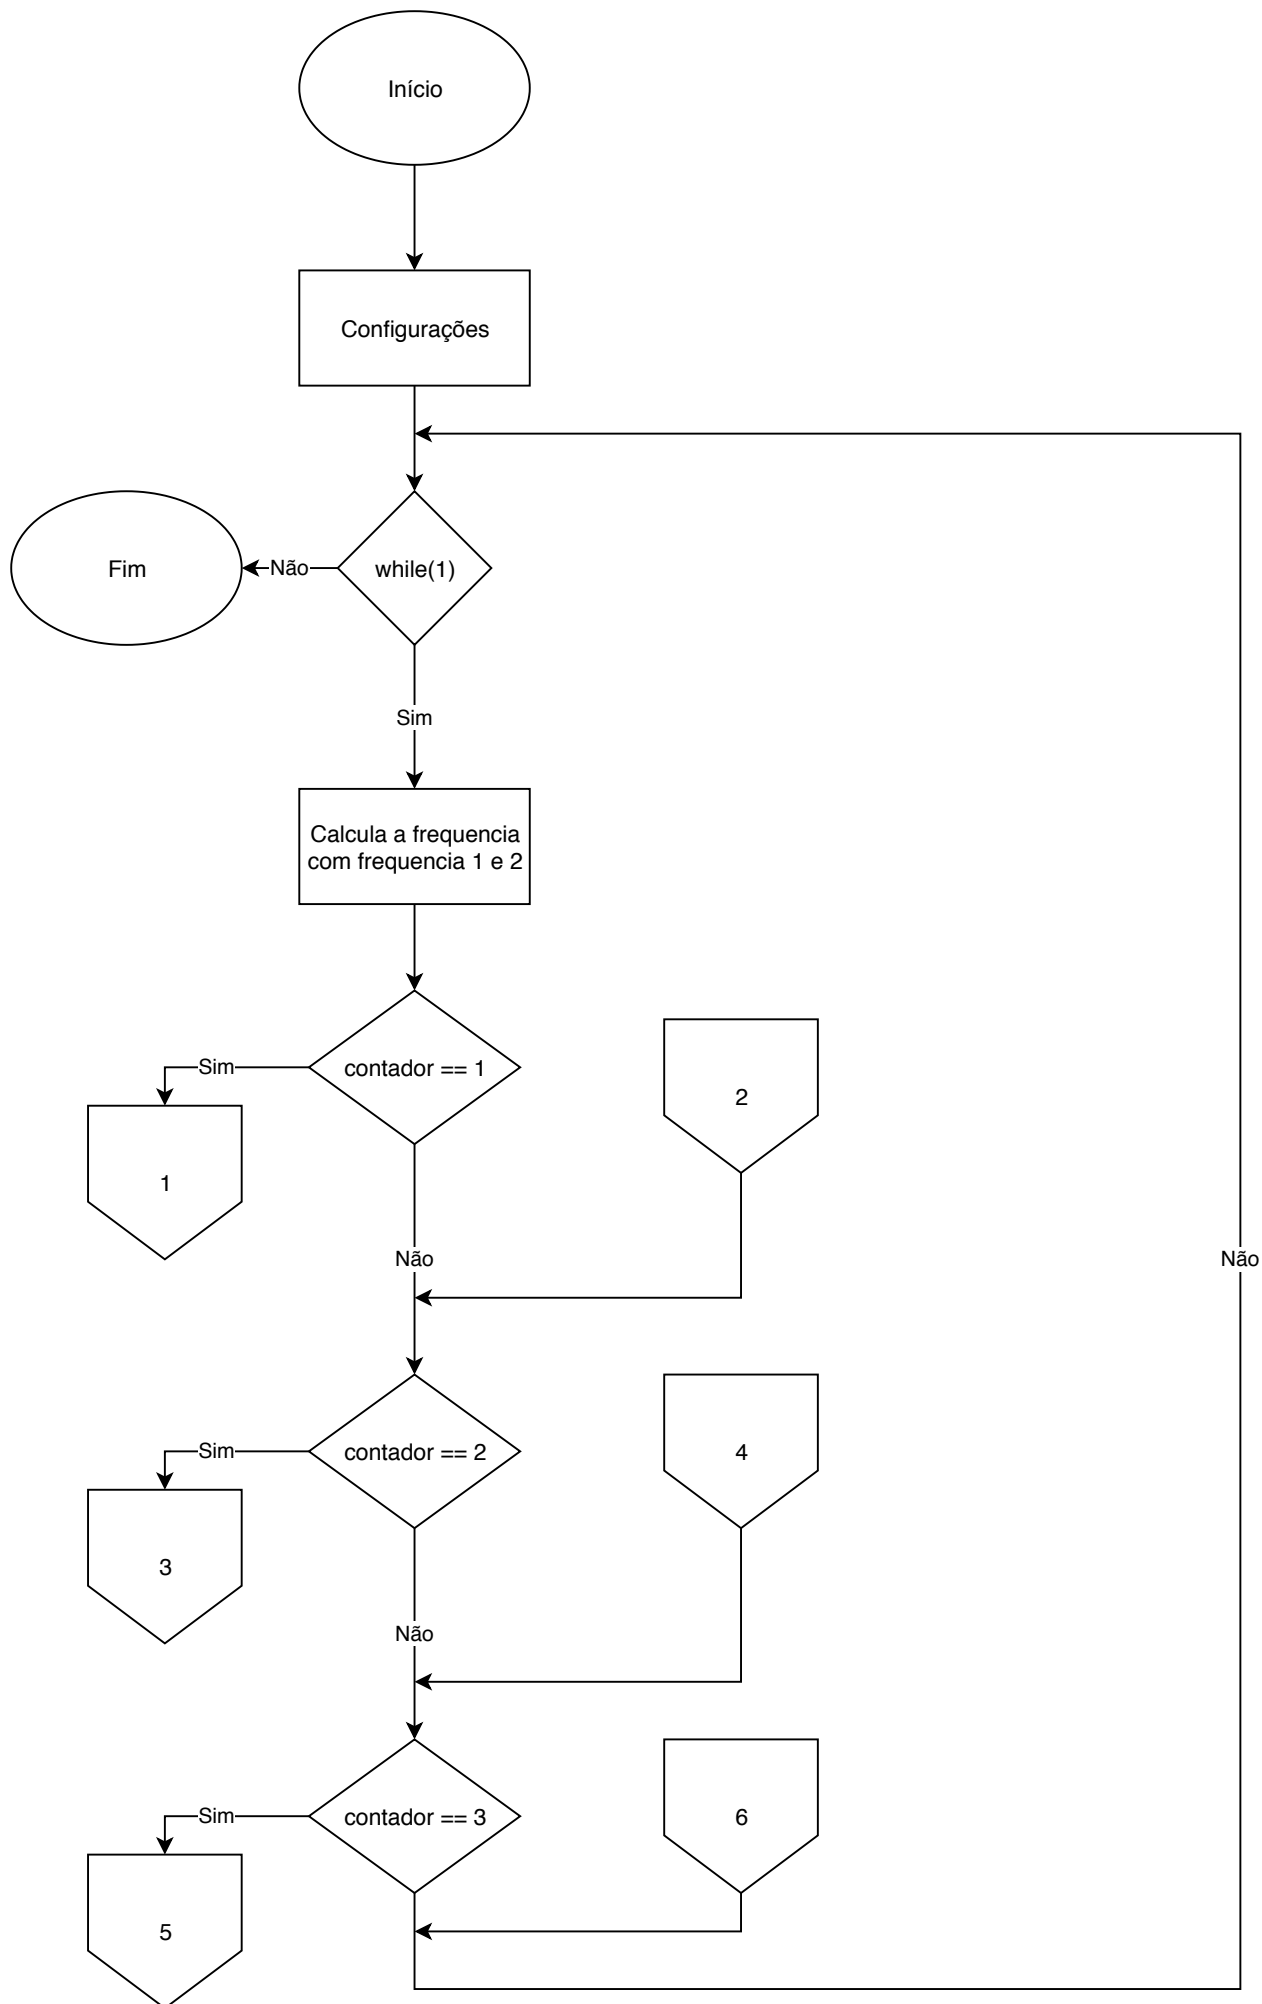 Início
Configurações
Fim
Não
while(1)
Sim
Calcula a frequencia
com frequencia 1 e 2
Sim
contador == 1
2
1
Não
Não
Sim
contador == 2
4
3
Não
Sim
contador == 3
6
5